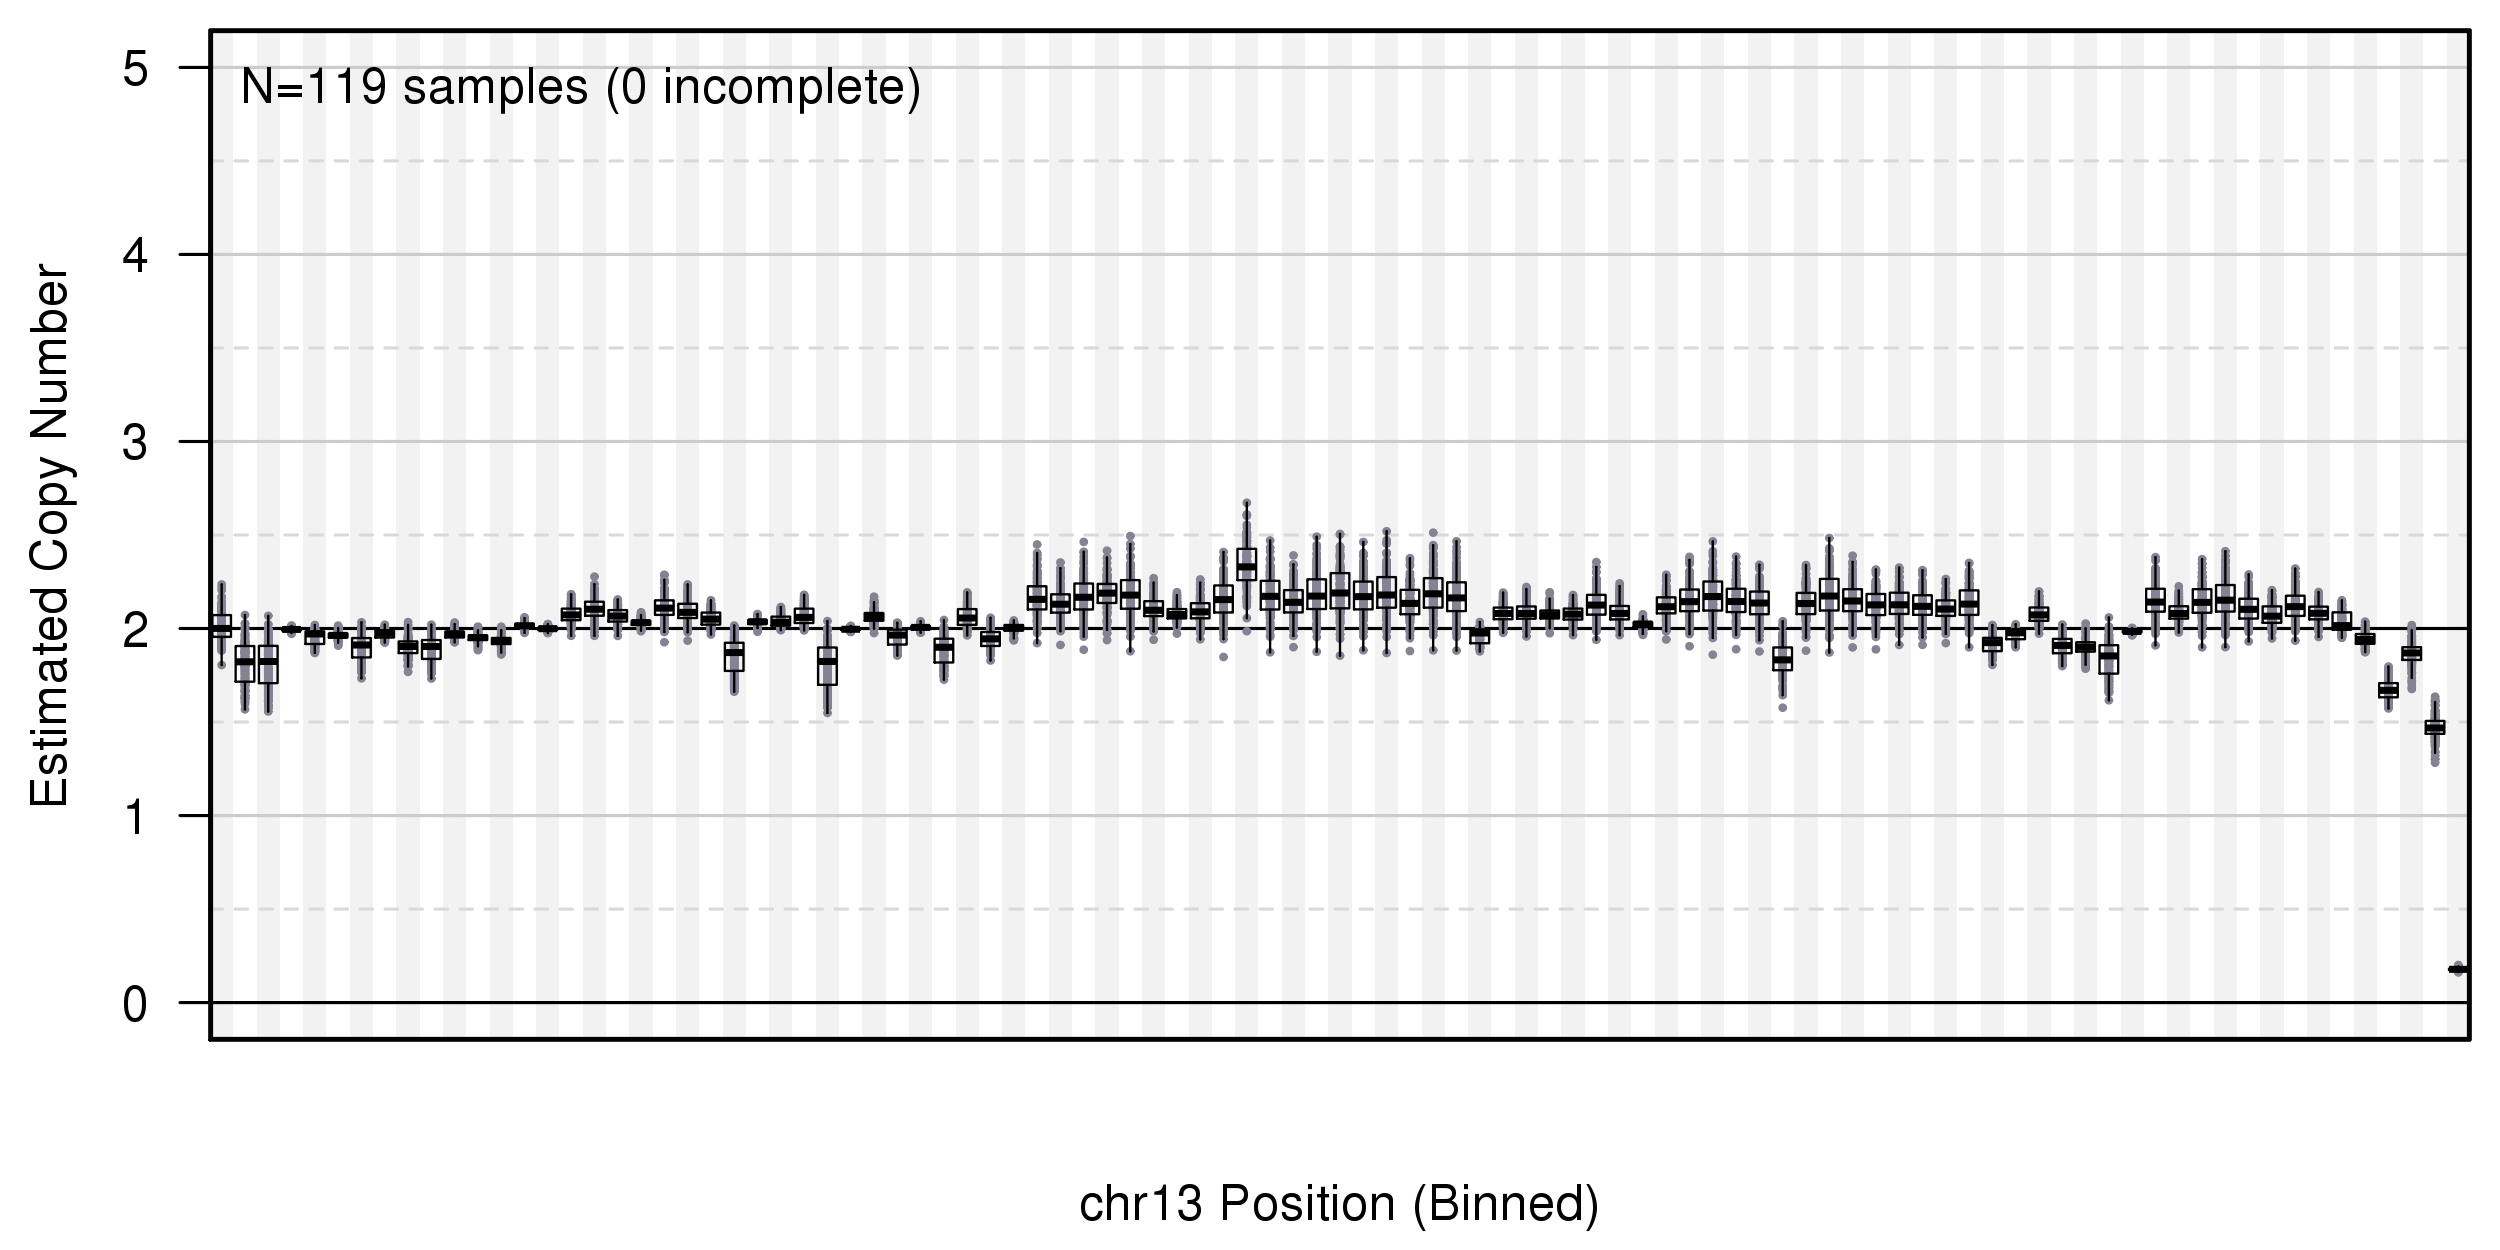 N=119 samples (0 incomplete)
5
4
3
2
1
0
Estimated Copy Number
chr13 Position (Binned)